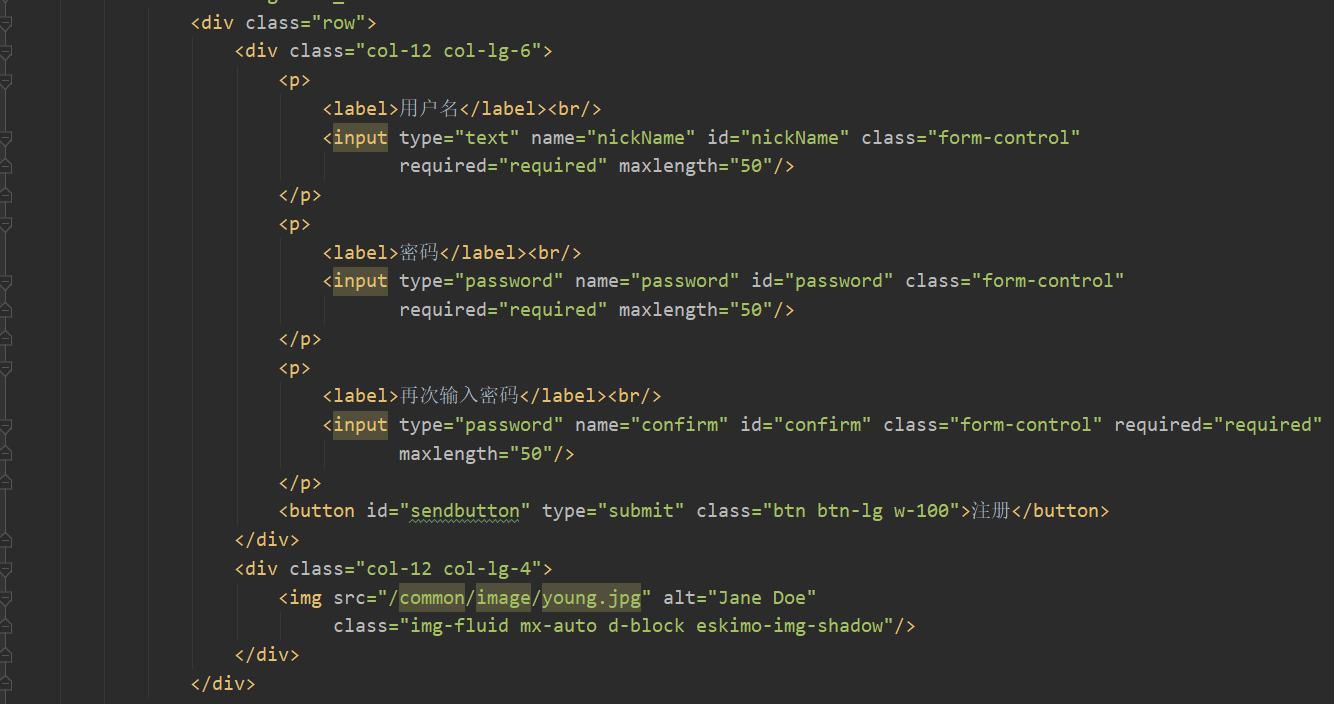 <div class="row">
<div class="col-12 col-lg-6">
<p>
<label>用户名</label><br/>
<input type="text" name="nickName" id="nickName" class="form-control"
required="required" maxlength="50"/>
</p>
<p>
<label>密码</label><br/>
<input type="password" name="password" id="password" class="form-control"
required="required" maxlength="50"/>
</p>
<p>
<label>再次输入密码</label><br/>
<input type="password" name="confirm" id="confirm" class="form-control" required="required"
maxlength="50"/>
</p>
<button id="sendbutton" type="submit" class="btn btn-lg w-100">注册</button>
</div>
<div class="col-12 col-lg-4">
<img src="/common/image/young.jpg" alt="Jane Doe"
class="img-fluid mx-auto d-block eskimo-img-shadow"/>
</div>
</div>